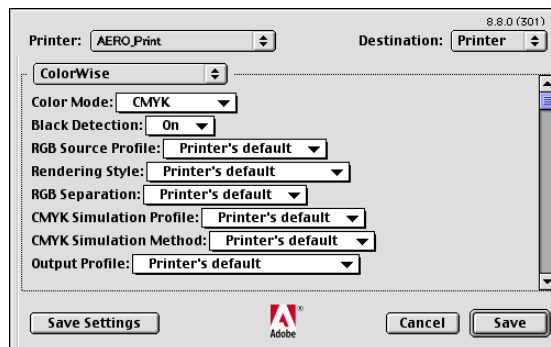 8.8.0 (301)
Printer: AERO_Print Destination: Printer
ColorWise
Color Mode: CMYK
Black Detection: On
RGB Source Profile: Printer's default
Rendering Style: Printer's default
RGB Separation: Printer's default
CMYK Simulation Profile: Printer's default
CMYK Simulation Method: Printer's default
Output Profile: Printer's default
Save Settings Adobe® Cancel Save